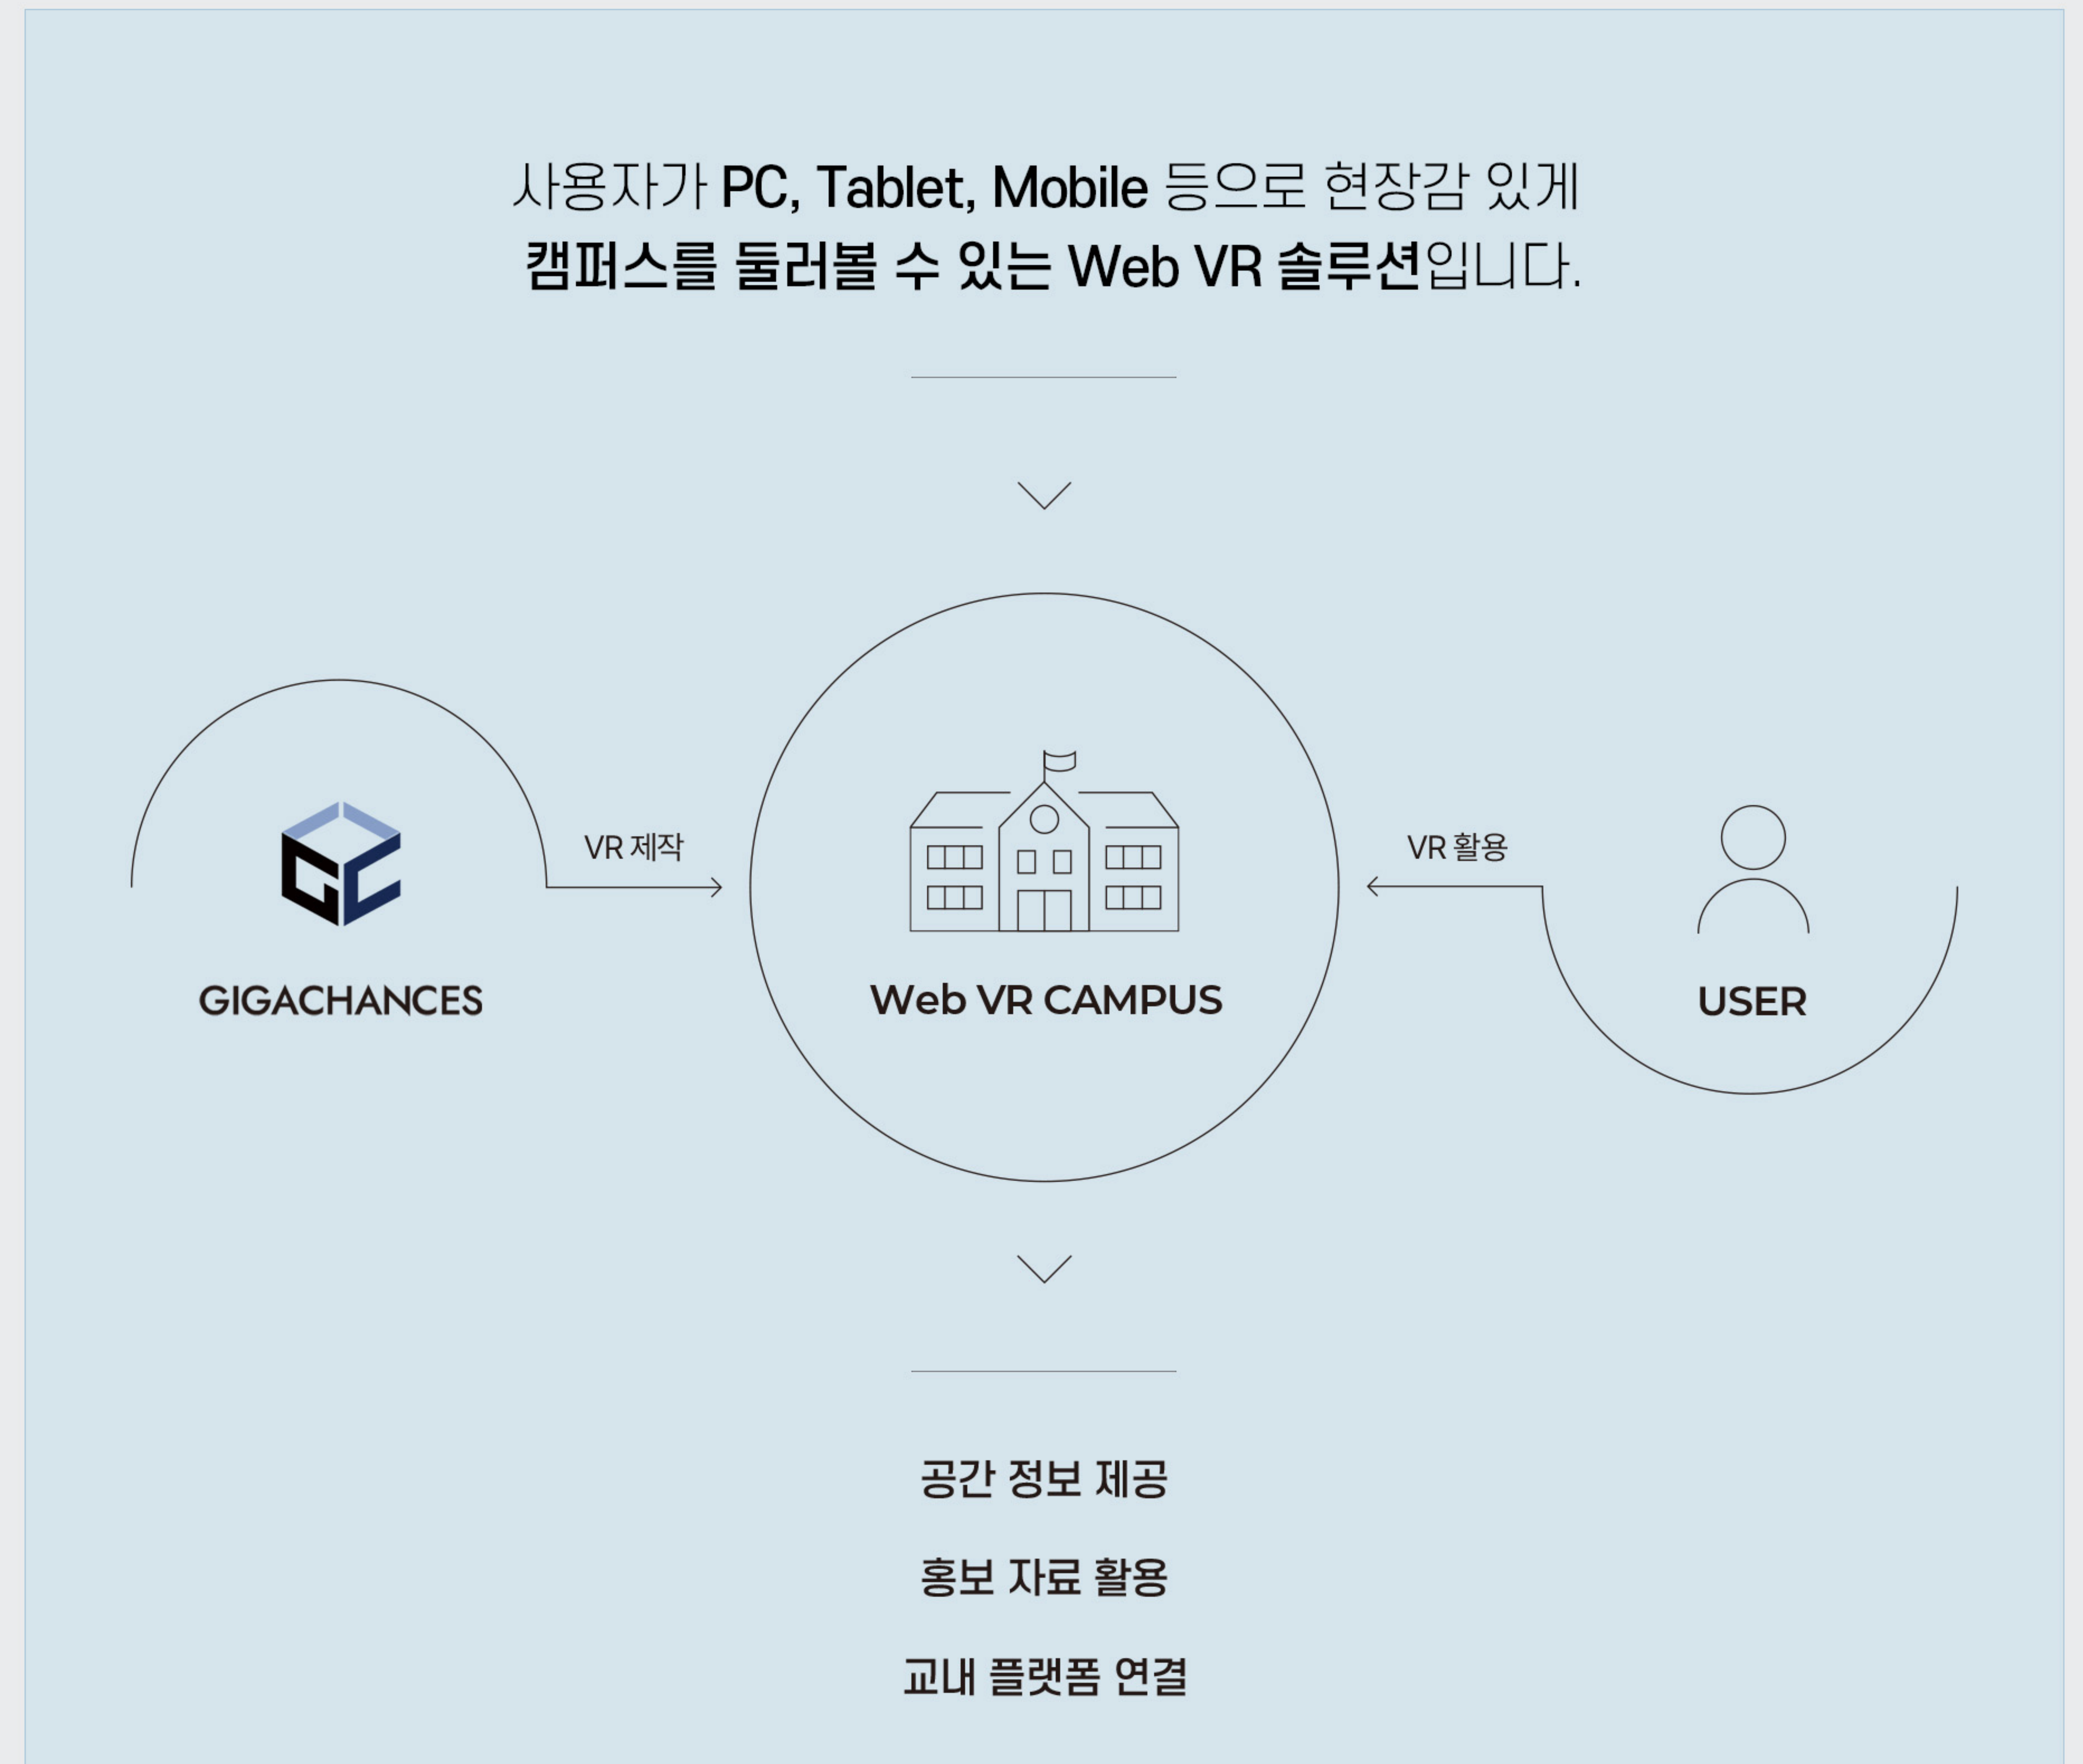 사용자가 PC, Tablet, Mobile 등으로 현장감 있게
캠퍼스를 둘러볼 수 있는 Web VR 솔루션입니다.
VR 제작
VR 활용
GIGACHANCES
Web VR CAMPUS
USER
공간 정보 제공
홍보 자료 활용
교내 플랫폼 연결